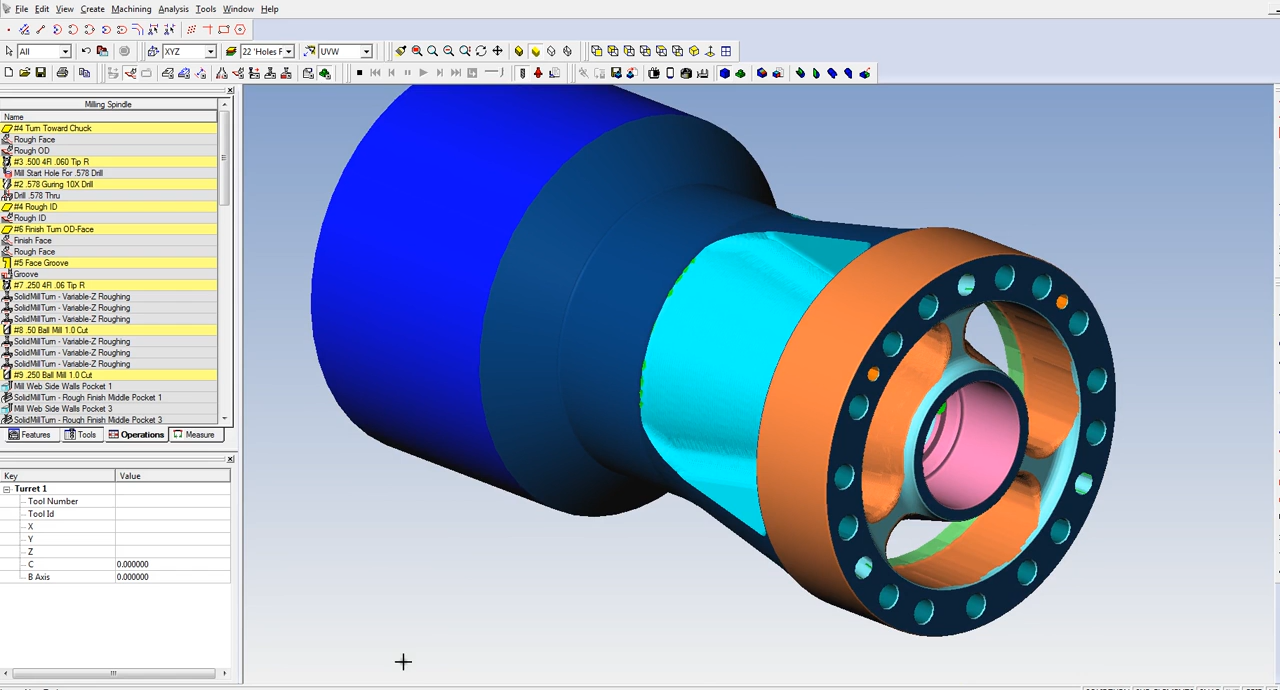 File Edit View Create Machining Analysis Tools Window Help
All XYZ 22 'Holes F UVW
Milling Spindle
Name
#4 Turn Toward Chuck
Rough Face
Rough OD
#3 .500 4Fl .060 Tip R
Mill Start Hole For .578 Drill
#2 .578 Guring 10X Drill
Drill .578 Thru
#4 Rough ID
Rough ID
#6 Finish Turn OD-Face
Finish Face
Rough Face
#5 Face Groove
Groove
#7 .250 4Fl .06 Tip R
SolidMillTurn - Variable-Z Roughing
SolidMillTurn - Variable-Z Roughing
SolidMillTurn - Variable-Z Roughing
#8 .50 Ball Mill 1.0 Cut
SolidMillTurn - Variable-Z Roughing
SolidMillTurn - Variable-Z Roughing
SolidMillTurn - Variable-Z Roughing
#9 .250 Ball Mill 1.0 Cut
Mill Web Side Walls Pocket 1
SolidMillTurn - Rough Finish Middle Pocket 1
Mill Web Side Walls Pocket 3
SolidMillTurn - Rough Finish Middle Pocket 3
Features Tools Operations Measure
Key Value
Turret 1
Tool Number
Tool Id
X
Y
Z
C 0.000000
B Axis 0.000000